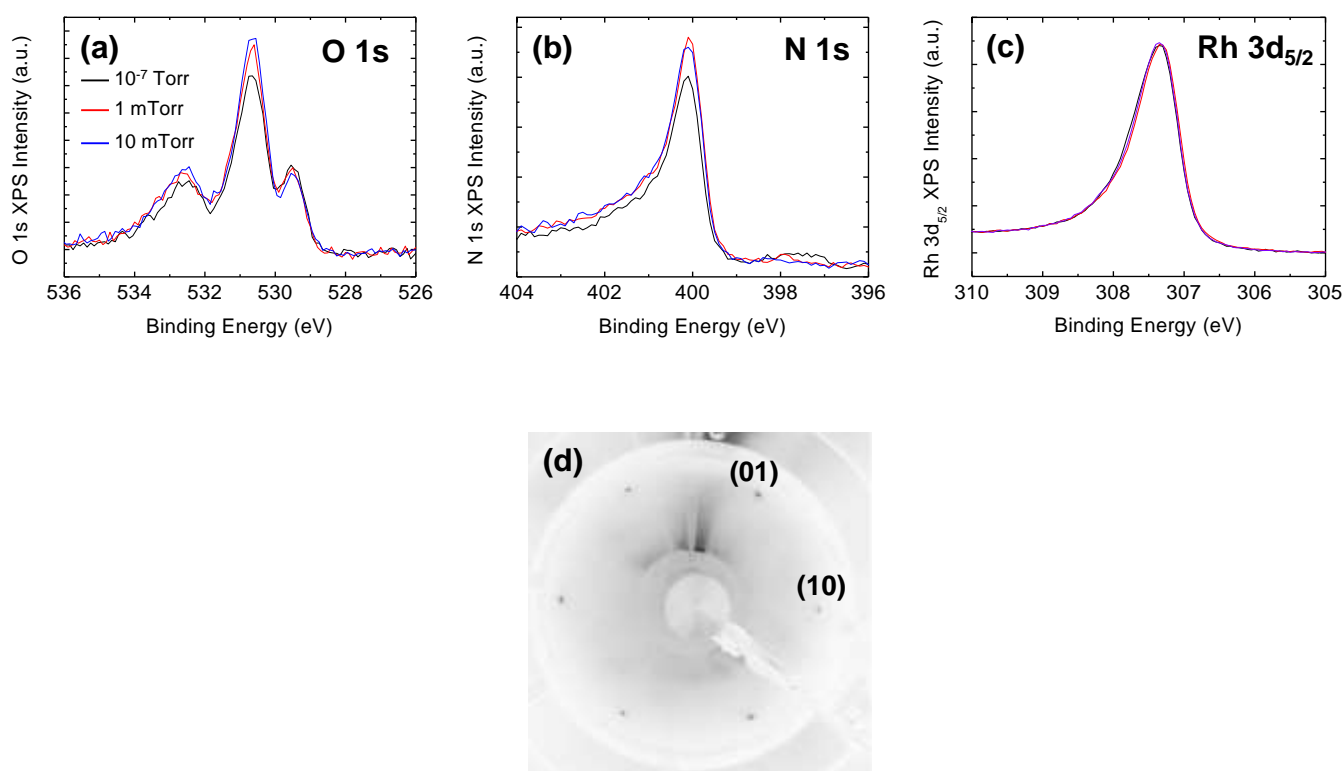 (a) O 1s
10⁻⁷ Torr
1 mTorr
10 mTorr
O 1s XPS Intensity (a.u.)
536 534 532 530 528 526
Binding Energy (eV)
(b) N 1s
N 1s XPS Intensity (a.u.)
404 402 400 398 396
Binding Energy (eV)
(c) Rh 3d₅/₂
Rh 3d₅/₂ XPS Intensity (a.u.)
310 309 308 307 306 305
Binding Energy (eV)
(d)
(01)
(10)